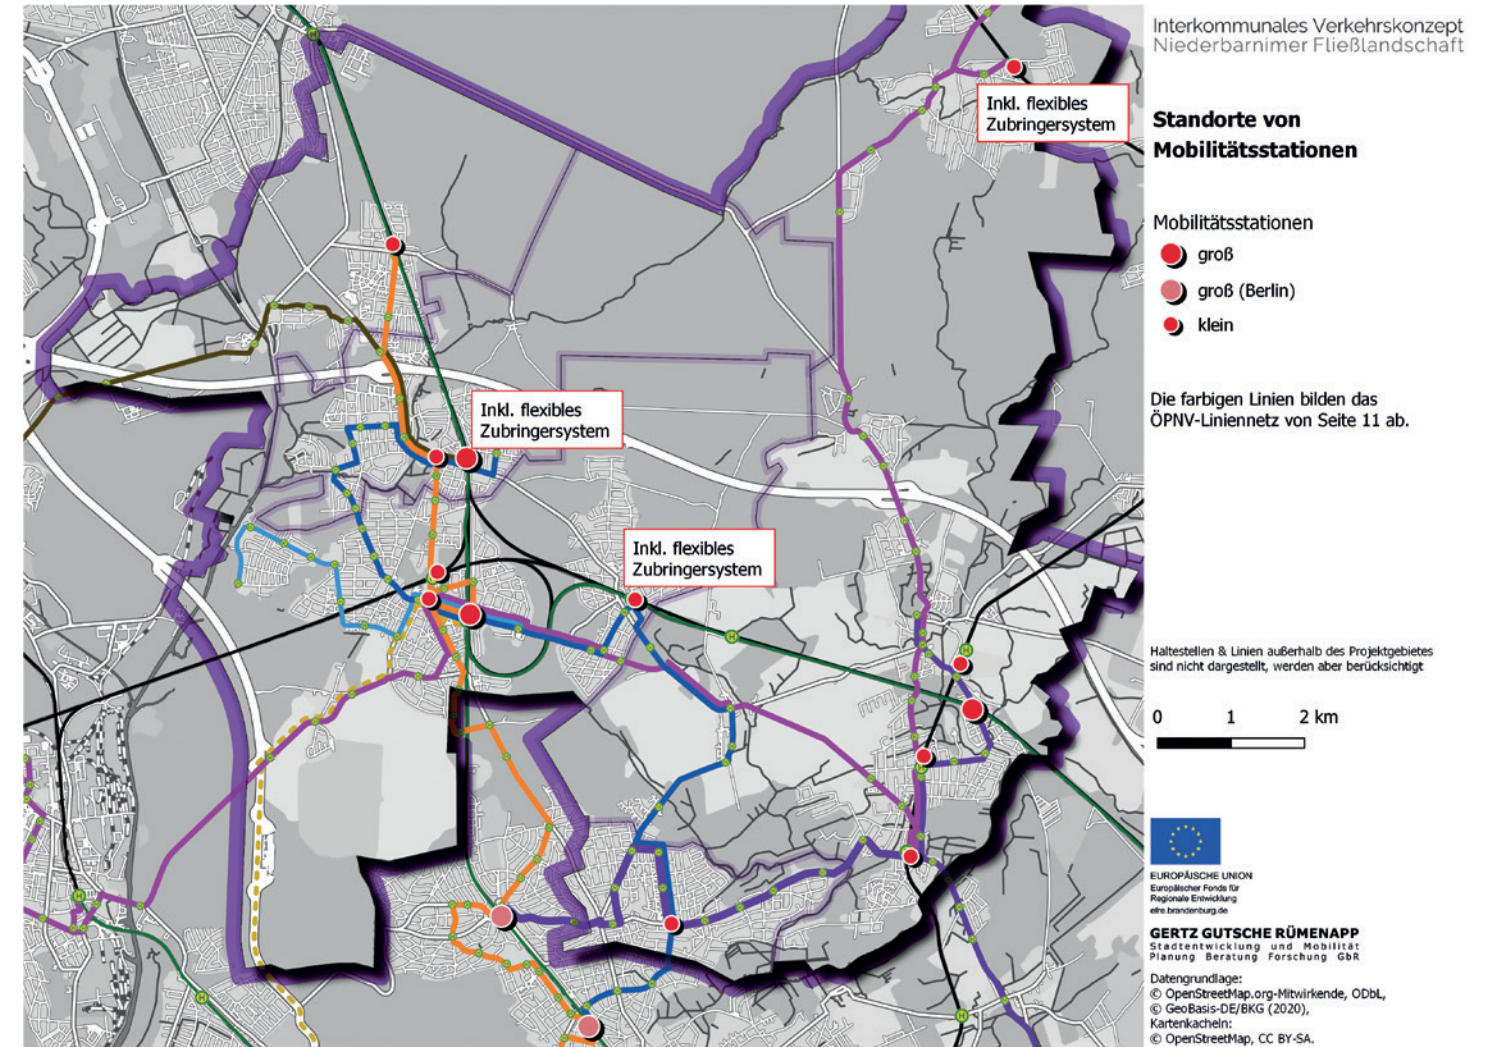 Interkommunales Verkehrskonzept
Niederbarnimer Fließlandschaft
Standorte von
Mobilitätsstationen
Mobilitätsstationen
groß
groß (Berlin)
klein
Die farbigen Linien bilden das
ÖPNV-Liniennetz von Seite 11 ab.
Inkl. flexibles
Zubringersystem
Inkl. flexibles
Zubringersystem
Inkl. flexibles
Zubringersystem
H
H
H
H
H
H
Haltestellen & Linien außerhalb des Projektgebietes
sind nicht dargestellt, werden aber berücksichtigt
0 1 2 km
EUROPÄISCHE UNION
Europäischer Fonds für
Regionale Entwicklung
efre.brandenburg.de
GERTZ GUTSCHE RÜMENAPP
Stadtentwicklung und Mobilität
Planung Beratung Forschung GbR
Datengrundlage:
© OpenStreetMap.org-Mitwirkende, ODbL,
© GeoBasis-DE/BKG (2020),
Kartenkacheln:
© OpenStreetMap, CC BY-SA.